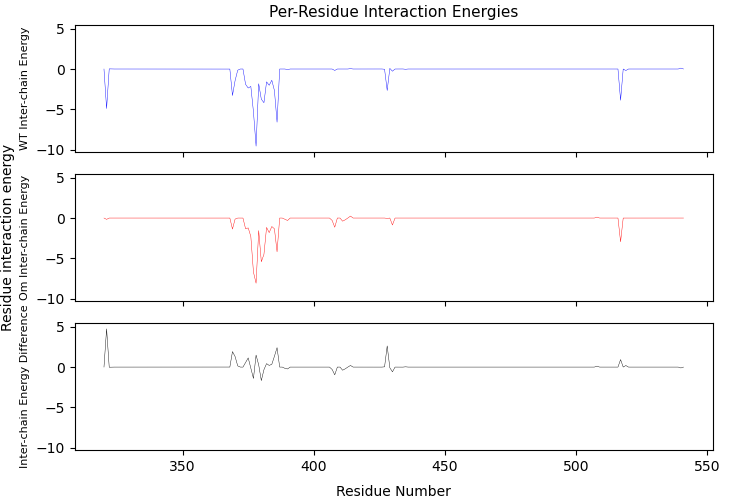 Per-Residue Interaction Energies
Residue interaction energy
WT Inter-chain Energy
5
0
−5
−10
Om Inter-chain Energy
5
0
−5
−10
Inter-chain Energy Difference
5
0
−5
−10
350
400
450
500
550
Residue Number